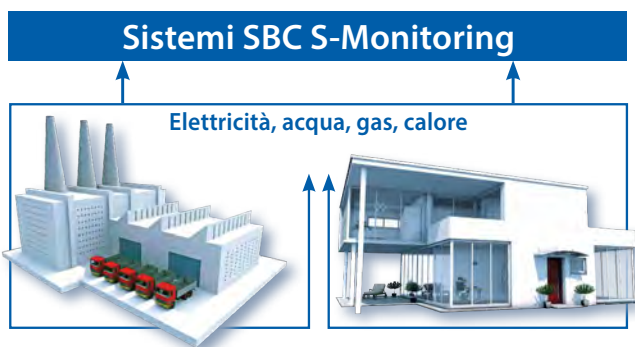 Sistemi SBC S-Monitoring
Elettricità, acqua, gas, calore